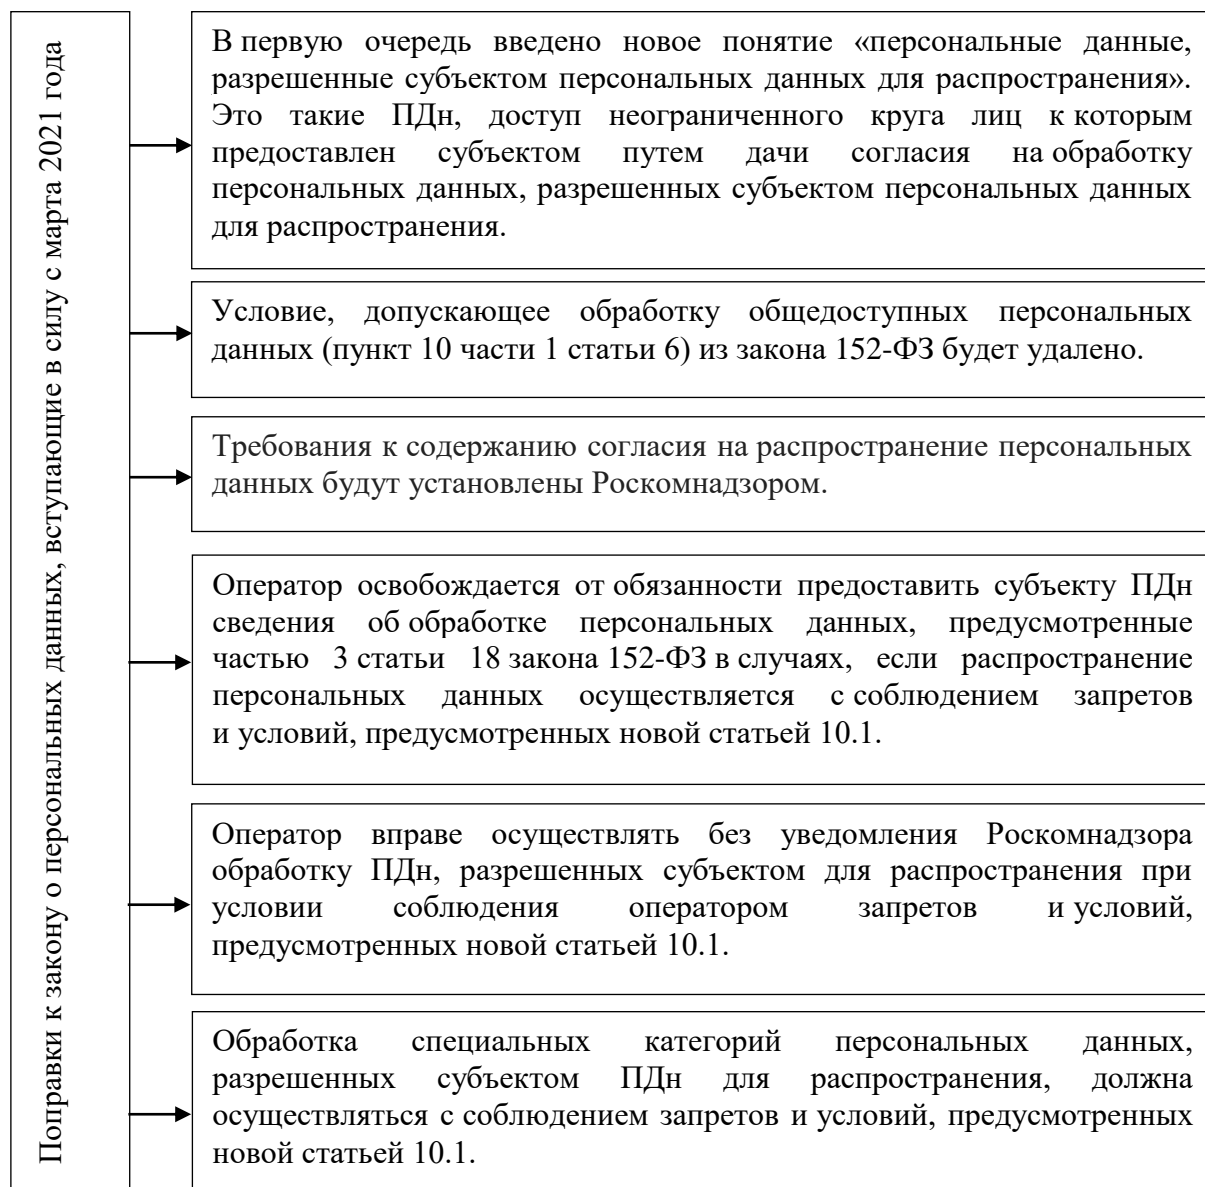 Поправки к закону о персональных данных, вступающие в силу с марта 2021 года
В первую очередь введено новое понятие «персональные данные,
разрешенные субъектом персональных данных для распространения».
Это такие ПДн, доступ неограниченного круга лиц к которым
предоставлен субъектом путем дачи согласия на обработку
персональных данных, разрешенных субъектом персональных данных
для распространения.
Условие, допускающее обработку общедоступных персональных
данных (пункт 10 части 1 статьи 6) из закона 152-ФЗ будет удалено.
Требования к содержанию согласия на распространение персональных
данных будут установлены Роскомнадзором.
Оператор освобождается от обязанности предоставить субъекту ПДн
сведения об обработке персональных данных, предусмотренные
частью 3 статьи 18 закона 152-ФЗ в случаях, если распространение
персональных данных осуществляется с соблюдением запретов
и условий, предусмотренных новой статьей 10.1.
Оператор вправе осуществлять без уведомления Роскомнадзора
обработку ПДн, разрешенных субъектом для распространения при
условии соблюдения оператором запретов и условий,
предусмотренных новой статьей 10.1.
Обработка специальных категорий персональных данных,
разрешенных субъектом ПДн для распространения, должна
осуществляться с соблюдением запретов и условий, предусмотренных
новой статьей 10.1.